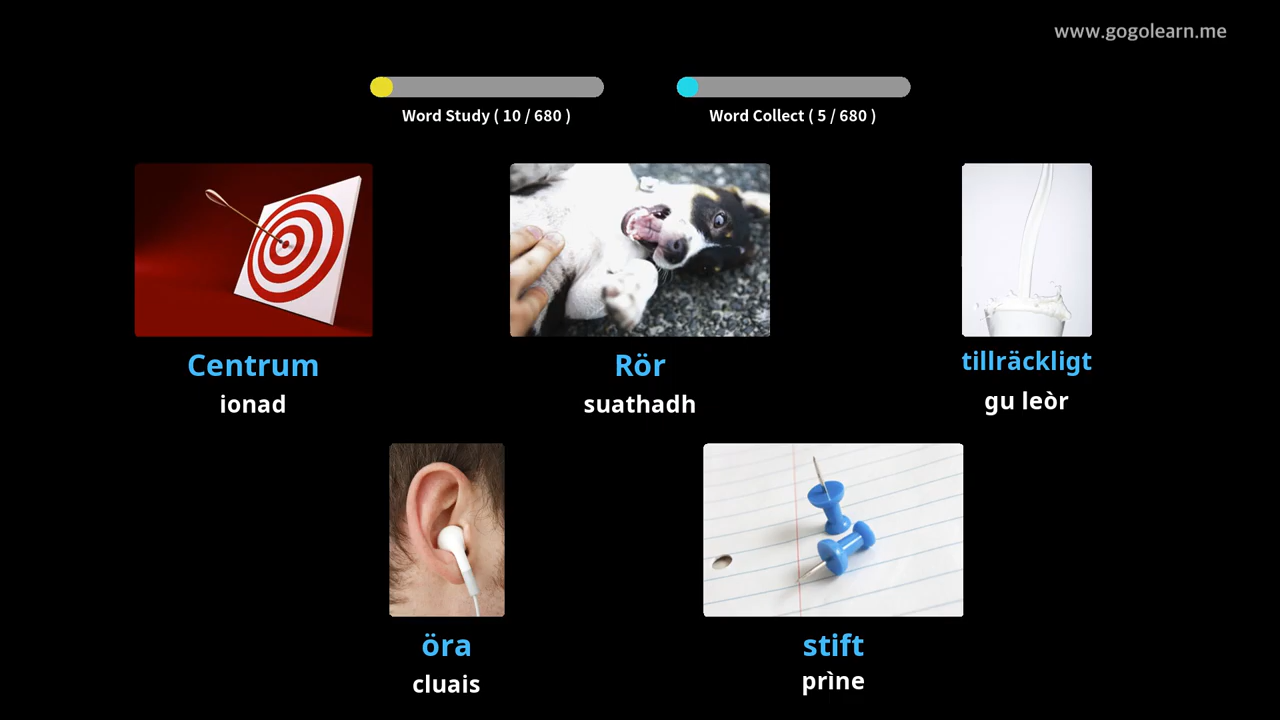 www.gogolearn.me
Word Study ( 10 / 680 )
Word Collect ( 5 / 680 )
Centrum
ionad
Rör
suathadh
tillräckligt
gu leòr
öra
cluais
stift
prìne